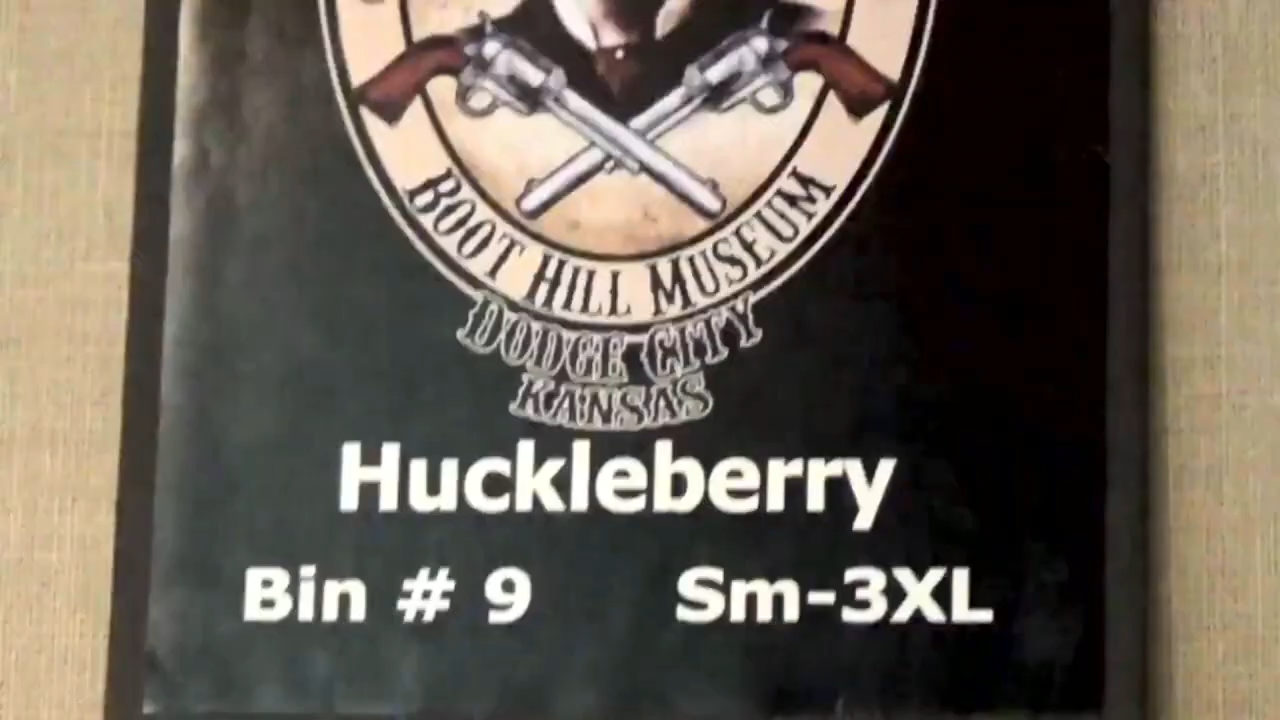 BOOT HILL MUSEUM
DODGE CITY
KANSAS
Huckleberry
Bin # 9 Sm-3XL